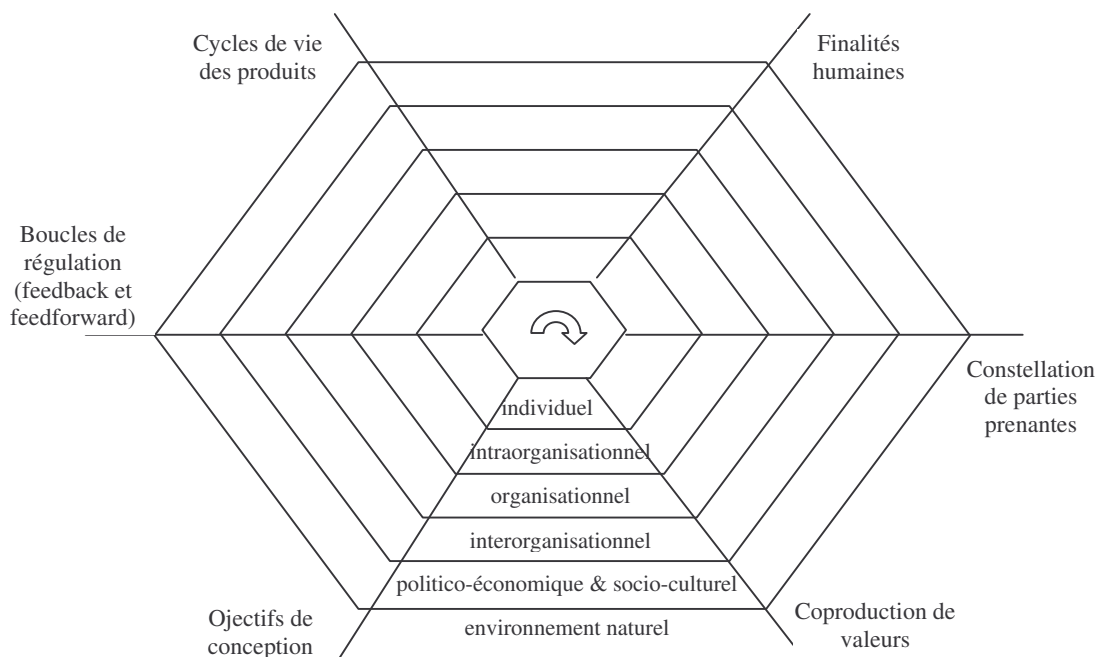 Cycles de vie
des produits
Finalités
humaines
Boucles de
régulation
(feedback et
feedforward)
Constellation
de parties
prenantes
individuel
intraorganisationnel
organisationnel
interorganisationnel
politico-économique & socio-culturel
environnement naturel
Ojectifs de
conception
Coproduction de
valeurs